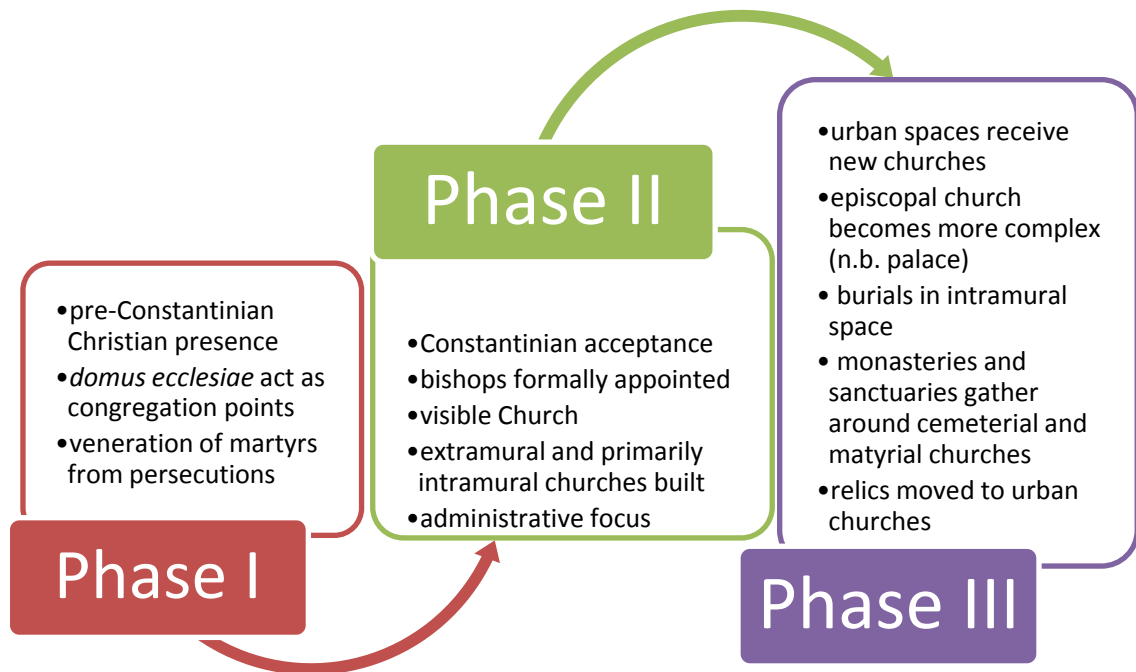 Phase I
•pre-Constantinian
Christian presence
•domus ecclesiae act as
congregation points
•veneration of martyrs
from persecutions
Phase II
•Constantinian acceptance
•bishops formally appointed
•visible Church
•extramural and primarily
intramural churches built
•administrative focus
Phase III
•urban spaces receive
new churches
•episcopal church
becomes more complex
(n.b. palace)
• burials in intramural
space
• monasteries and
sanctuaries gather
around cemeterial and
matyrial churches
•relics moved to urban
churches